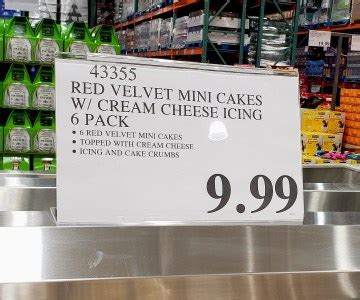 43355
RED VELVET MINI CAKES
W/ CREAM CHEESE ICING
6 PACK
• 6 RED VELVET MINI CAKES
• TOPPED WITH CREAM CHEESE
• ICING AND CAKE CRUMBS
9.99